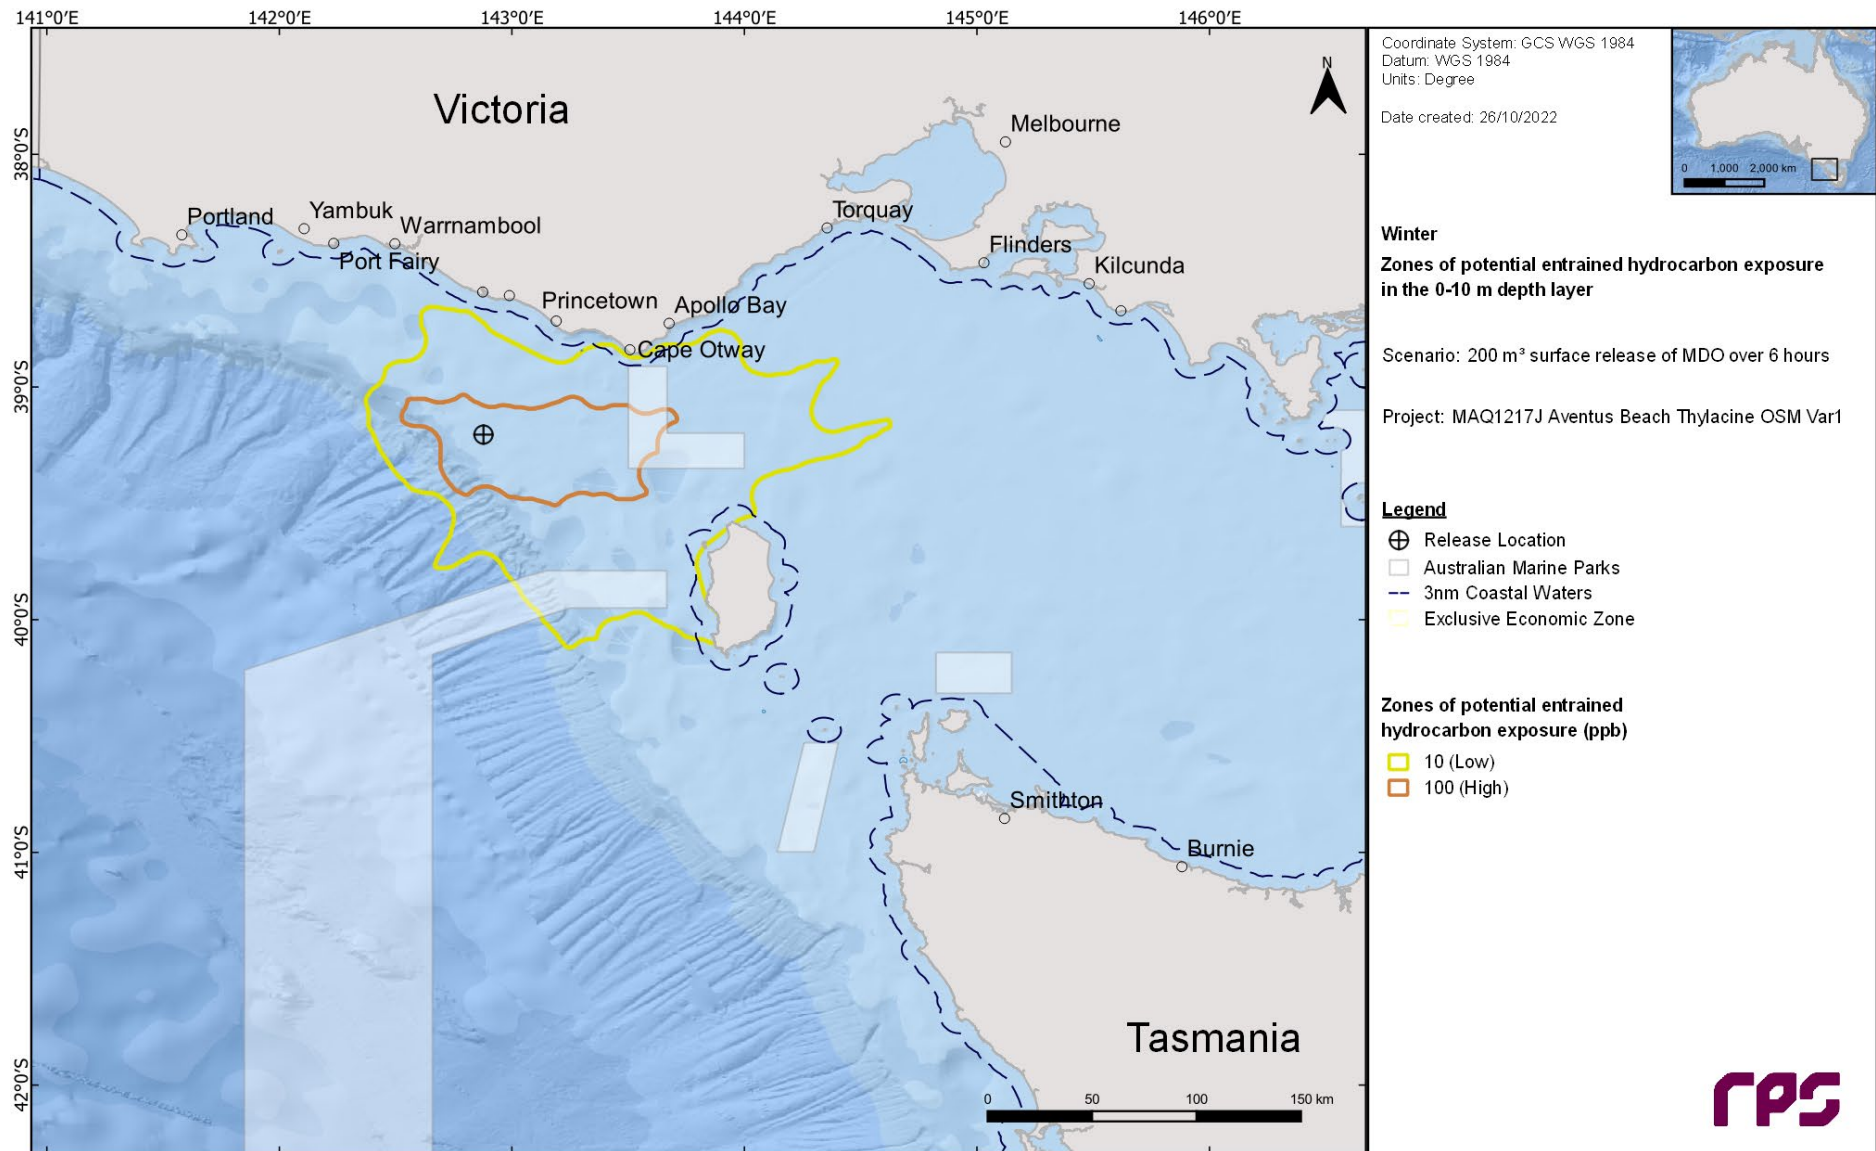 141°0'E 142°0'E 143°0'E 144°0'E 145°0'E 146°0'E
38°0'S
39°0'S
40°0'S
41°0'S
42°0'S
Victoria
N
Melbourne
Portland
Yambuk
Warrnambool
Port Fairy
Torquay
Flinders
Kilcunda
Princetown
Apollo Bay
Cape Otway
Smithton
Burnie
Tasmania
0 50 100 150 km
Coordinate System: GCS WGS 1984
Datum: WGS 1984
Units: Degree
Date created: 26/10/2022
0 1,000 2,000 km
Winter
Zones of potential entrained hydrocarbon exposure
in the 0-10 m depth layer
Scenario: 200 m³ surface release of MDO over 6 hours
Project: MAQ1217J Aventus Beach Thylacine OSM Var1
Legend
Release Location
Australian Marine Parks
3nm Coastal Waters
Exclusive Economic Zone
Zones of potential entrained
hydrocarbon exposure (ppb)
10 (Low)
100 (High)
rps